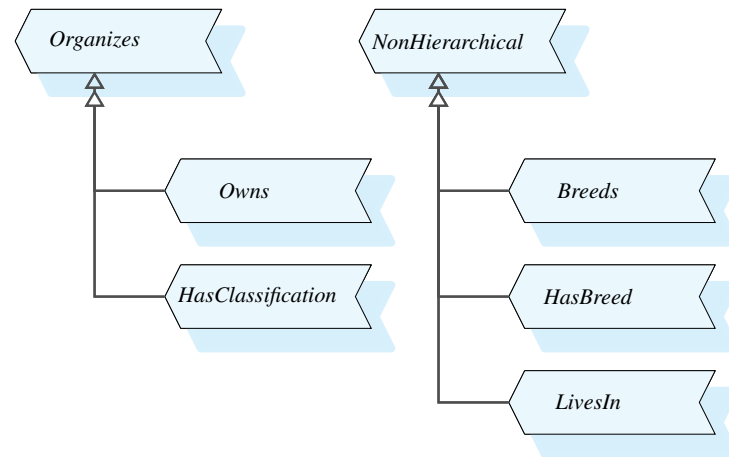 Organizes
NonHierarchical
Owns
Breeds
HasClassification
HasBreed
LivesIn